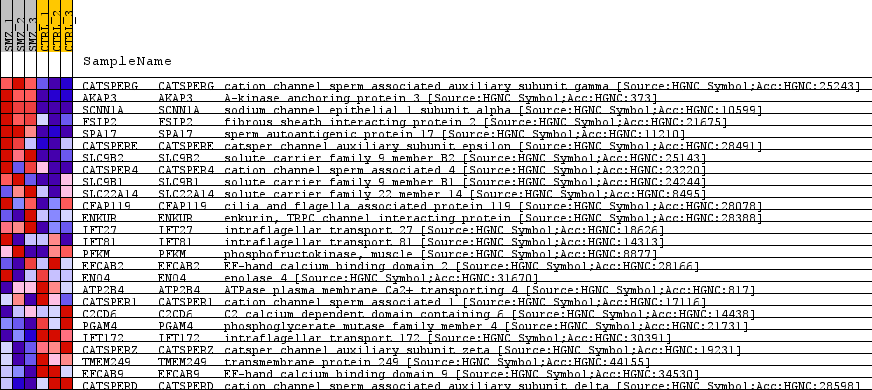 SMZ_1 SMZ_2 SMZ_3 CTRL_1 CTRL_2 CTRL_3
SampleName
CATSPERG CATSPERG cation channel sperm associated auxiliary subunit gamma [Source:HGNC Symbol;Acc:HGNC:25243]
AKAP3 AKAP3 A-kinase anchoring protein 3 [Source:HGNC Symbol;Acc:HGNC:373]
SCNN1A SCNN1A sodium channel epithelial 1 subunit alpha [Source:HGNC Symbol;Acc:HGNC:10599]
FSIP2 FSIP2 fibrous sheath interacting protein 2 [Source:HGNC Symbol;Acc:HGNC:21675]
SPA17 SPA17 sperm autoantigenic protein 17 [Source:HGNC Symbol;Acc:HGNC:11210]
CATSPERE CATSPERE catsper channel auxiliary subunit epsilon [Source:HGNC Symbol;Acc:HGNC:28491]
SLC9B2 SLC9B2 solute carrier family 9 member B2 [Source:HGNC Symbol;Acc:HGNC:25143]
CATSPER4 CATSPER4 cation channel sperm associated 4 [Source:HGNC Symbol;Acc:HGNC:23220]
SLC9B1 SLC9B1 solute carrier family 9 member B1 [Source:HGNC Symbol;Acc:HGNC:24244]
SLC22A14 SLC22A14 solute carrier family 22 member 14 [Source:HGNC Symbol;Acc:HGNC:8495]
CFAP119 CFAP119 cilia and flagella associated protein 119 [Source:HGNC Symbol;Acc:HGNC:28078]
ENKUR ENKUR enkurin, TRPC channel interacting protein [Source:HGNC Symbol;Acc:HGNC:28388]
IFT27 IFT27 intraflagellar transport 27 [Source:HGNC Symbol;Acc:HGNC:18626]
IFT81 IFT81 intraflagellar transport 81 [Source:HGNC Symbol;Acc:HGNC:14313]
PFKM PFKM phosphofructokinase, muscle [Source:HGNC Symbol;Acc:HGNC:8877]
EFCAB2 EFCAB2 EF-hand calcium binding domain 2 [Source:HGNC Symbol;Acc:HGNC:28166]
ENO4 ENO4 enolase 4 [Source:HGNC Symbol;Acc:HGNC:31670]
ATP2B4 ATP2B4 ATPase plasma membrane Ca2+ transporting 4 [Source:HGNC Symbol;Acc:HGNC:817]
CATSPER1 CATSPER1 cation channel sperm associated 1 [Source:HGNC Symbol;Acc:HGNC:17116]
C2CD6 C2CD6 C2 calcium dependent domain containing 6 [Source:HGNC Symbol;Acc:HGNC:14438]
PGAM4 PGAM4 phosphoglycerate mutase family member 4 [Source:HGNC Symbol;Acc:HGNC:21731]
IFT172 IFT172 intraflagellar transport 172 [Source:HGNC Symbol;Acc:HGNC:30391]
CATSPERZ CATSPERZ catsper channel auxiliary subunit zeta [Source:HGNC Symbol;Acc:HGNC:19231]
TMEM249 TMEM249 transmembrane protein 249 [Source:HGNC Symbol;Acc:HGNC:44155]
EFCAB9 EFCAB9 EF-hand calcium binding domain 9 [Source:HGNC Symbol;Acc:HGNC:34530]
CATSPERD CATSPERD cation channel sperm associated auxiliary subunit delta [Source:HGNC Symbol;Acc:HGNC:28598]